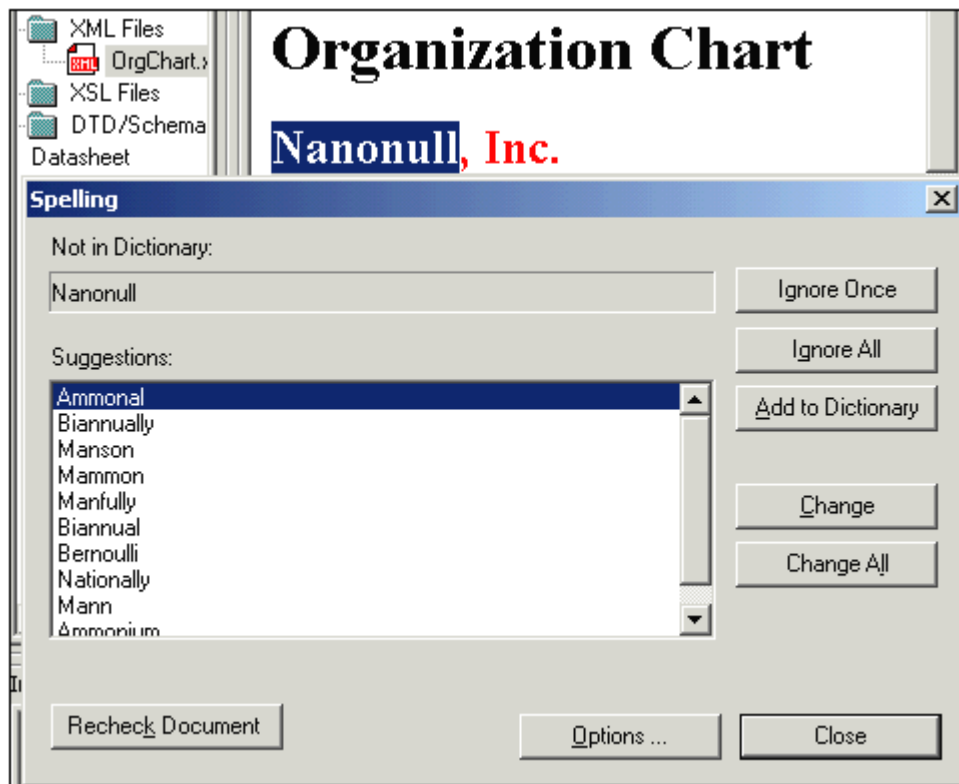 XML Files
OrgChart.x
XSL Files
DTD/Schema
Datasheet
Organization Chart
Nanonull, Inc.
Spelling
Not in Dictionary:
Nanonull
Suggestions:
Ammonal
Biannually
Manson
Mammon
Manfully
Biannual
Bernoulli
Nationally
Mann
Ammonium
Ignore Once
Ignore All
Add to Dictionary
Change
Change All
Recheck Document
Options ...
Close